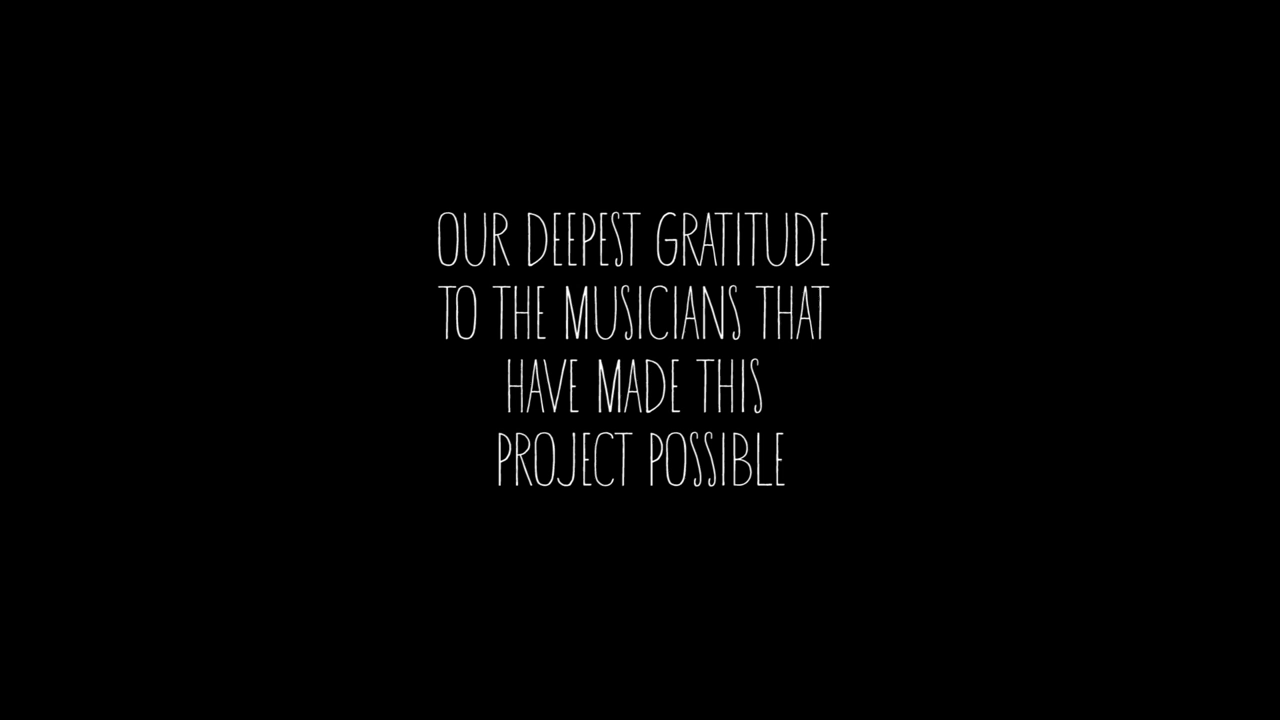 OUR DEEPEST GRATITUDE
TO THE MUSICIANS THAT
HAVE MADE THIS
PROJECT POSSIBLE